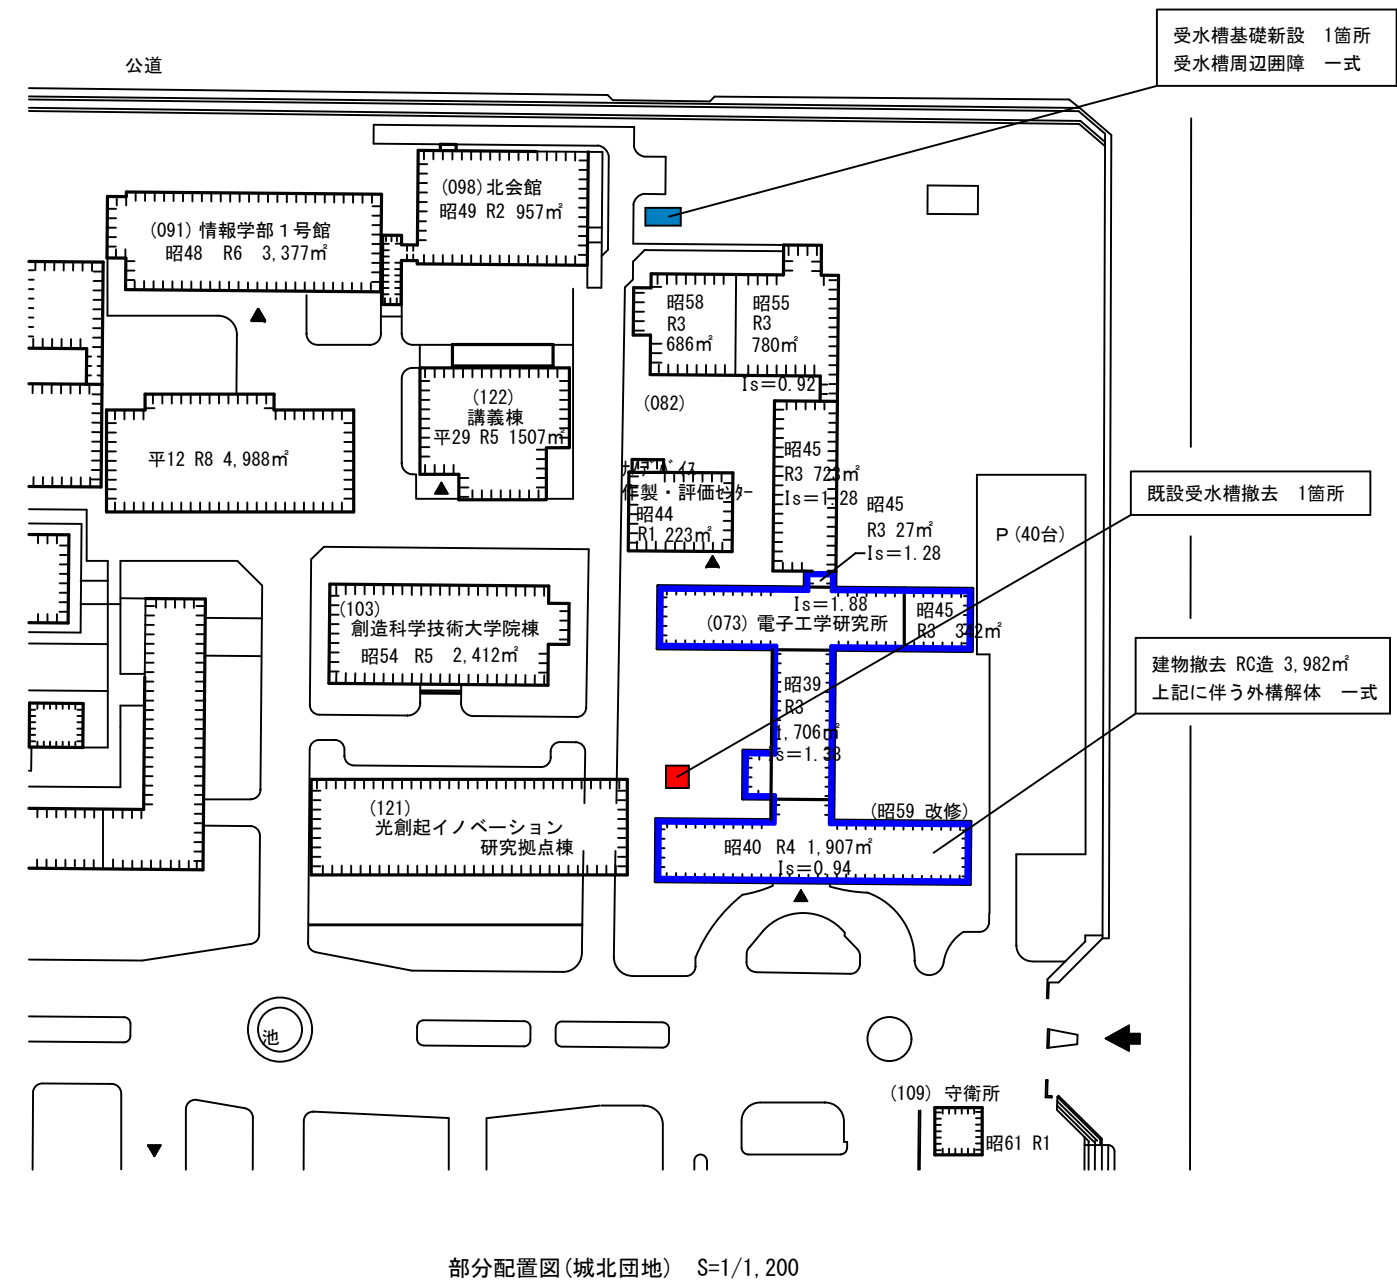 受水槽基礎新設　1箇所
受水槽周辺囲障　一式
公道
(098)北会館
昭49 R2 957㎡
(091)情報学部１号館
昭48　R6　3,377㎡
昭58
R3
686㎡
昭55
R3
780㎡
Is=0.92
(082)
(122)
講義棟
平29 R5 1507㎡
平12 R8 4,988㎡
昭45
R3 723㎡
Is=1.28
作製・評価ｾﾝﾀｰ
昭44
R1 223㎡
昭45
R3 27㎡
Is=1.28
既設受水槽撤去　1箇所
P(40台)
(103)
創造科学技術大学院棟
昭54　R5　2,412㎡
Is=1.88
(073)電子工学研究所
昭45
R3　342㎡
建物撤去 RC造 3,982㎡
上記に伴う外構解体　一式
昭39
R3
1,706㎡
Is=1.33
(121)
光創起イノベーション
研究拠点棟
(昭59 改修)
昭40　R4 1,907㎡
Is=0.94
池
(109) 守衛所
昭61 R1
部分配置図(城北団地)　S=1/1,200